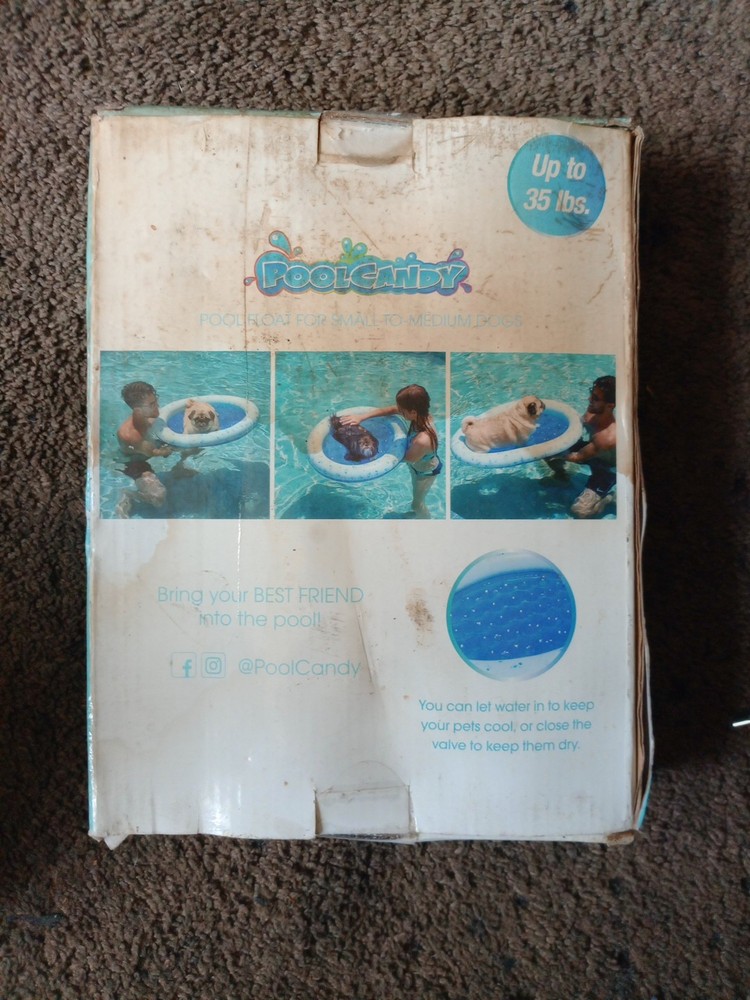 Up to
35 lbs.
POOLCANDY
POOL FLOAT FOR SMALL-TO-MEDIUM DOGS
Bring your BEST FRIEND
into the pool!
@PoolCandy
You can let water in to keep
your pets cool, or close the
valve to keep them dry.